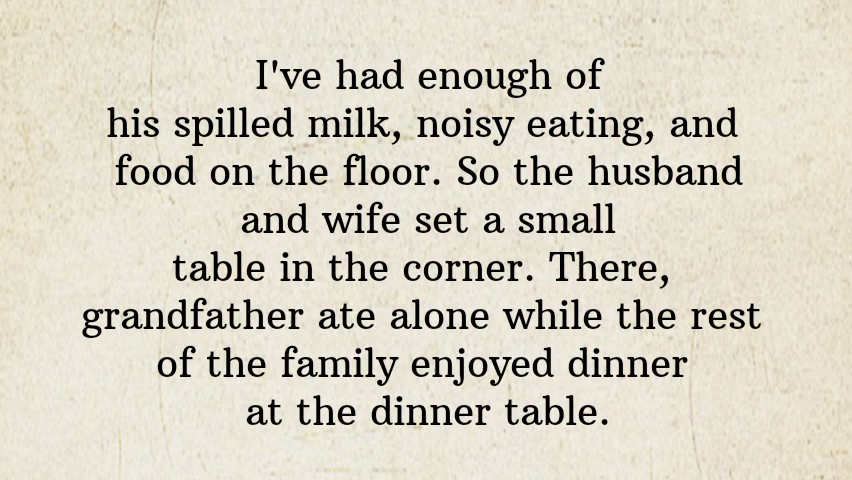 I've had enough of
his spilled milk, noisy eating, and
food on the floor. So the husband
and wife set a small
table in the corner. There,
grandfather ate alone while the rest
of the family enjoyed dinner
at the dinner table.